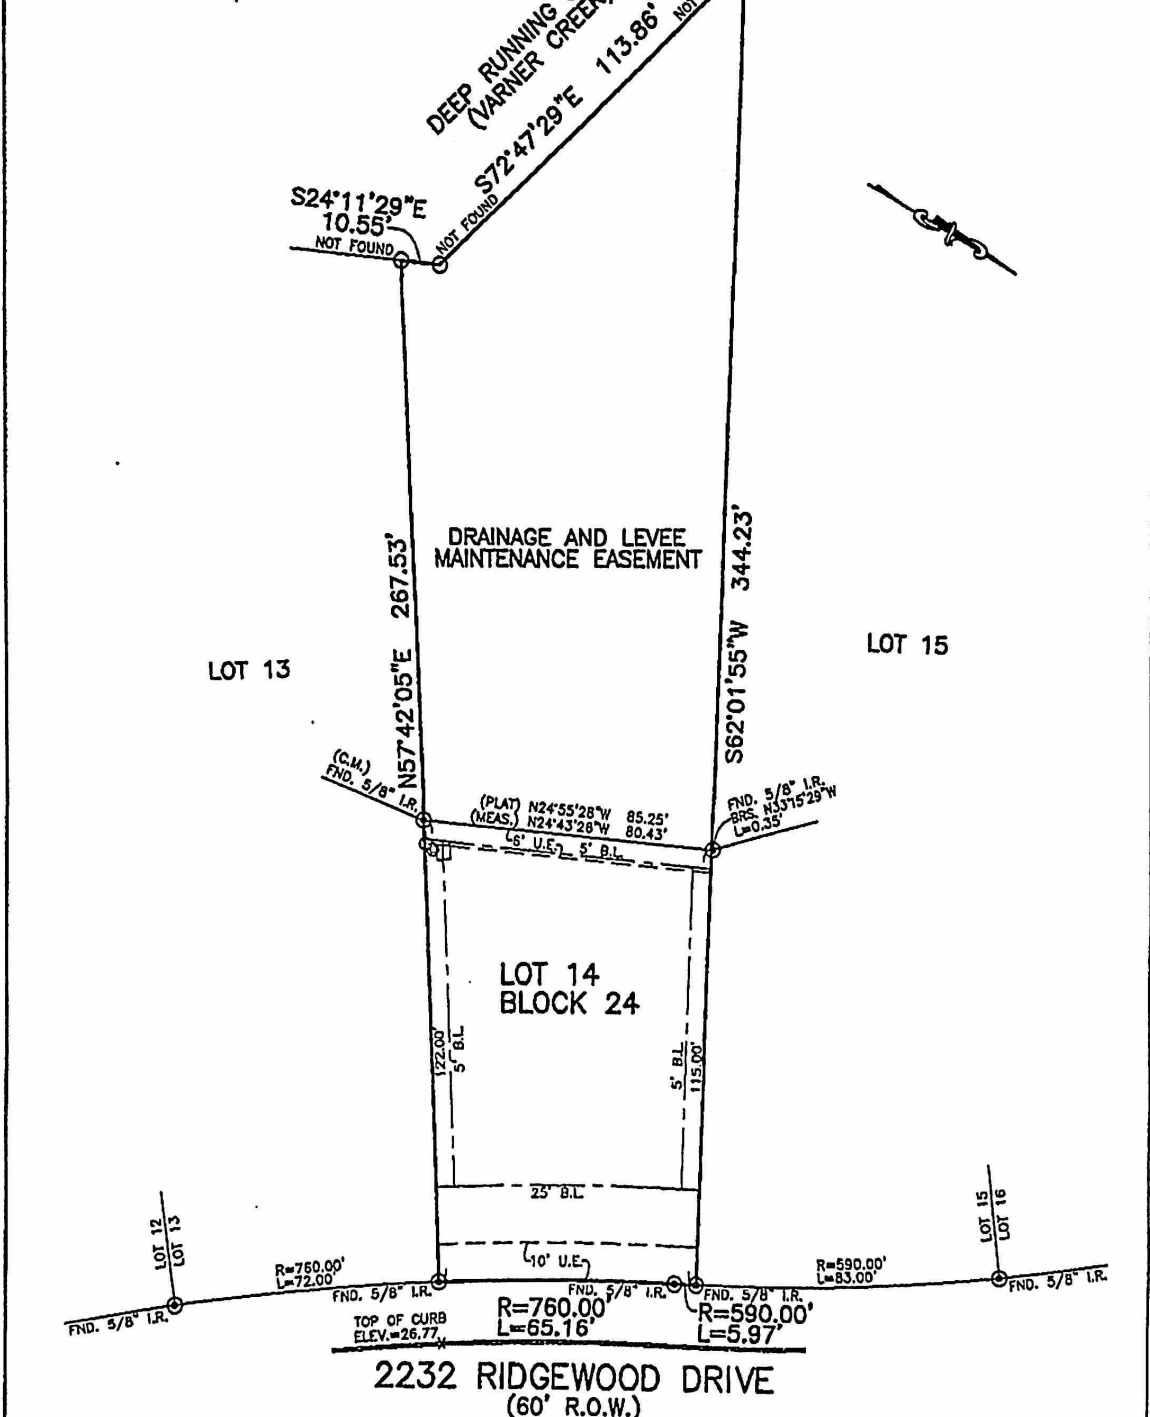 DEEP RUNNING
(VARNER CREEK)
S72°47'29"E 113.86'
NOT
S24°11'29"E
10.55'
NOT FOUND
NOT FOUND
DRAINAGE AND LEVEE
MAINTENANCE EASEMENT
N57°42'05"E 267.53'
S62°01'55"W 344.23'
LOT 13
LOT 15
(C.M.)
FND. 5/8" I.R.
(PLAT) N24°55'28"W 85.25'
(MEAS.) N24°43'28"W 80.43'
FND. 5/8" I.R.
BRS. N33°15'29"W
L=0.35'
6' U.E. 5' B.L.
LOT 14
BLOCK 24
122.00'
5' B.L.
5' B.L.
115.00'
25' B.L.
10' U.E.
LOT 12
LOT 13
LOT 15
LOT 16
R=760.00'
L=72.00'
R=590.00'
L=83.00'
FND. 5/8" I.R.
FND. 5/8" I.R.
FND. 5/8" I.R.
FND. 5/8" I.R.
FND. 5/8" I.R.
R=760.00'
L=65.16'
R=590.00'
L=5.97'
TOP OF CURB
ELEV.=26.77
2232 RIDGEWOOD DRIVE
(60' R.O.W.)